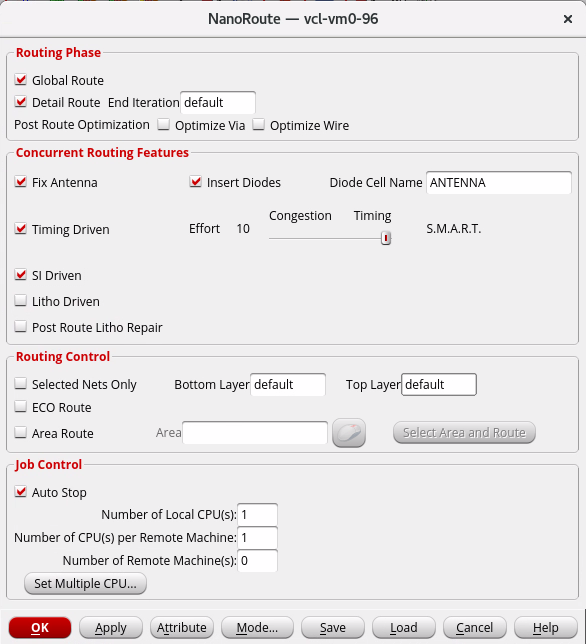 NanoRoute — vcl-vm0-96
Routing Phase
Global Route
Detail Route End Iteration default
Post Route Optimization Optimize Via Optimize Wire
Concurrent Routing Features
Fix Antenna Insert Diodes Diode Cell Name ANTENNA
Congestion Timing
Timing Driven Effort 10 S.M.A.R.T.
SI Driven
Litho Driven
Post Route Litho Repair
Routing Control
Selected Nets Only Bottom Layer default Top Layer default
ECO Route
Area Route Area Select Area and Route
Job Control
Auto Stop
Number of Local CPU(s): 1
Number of CPU(s) per Remote Machine: 1
Number of Remote Machine(s): 0
Set Multiple CPU...
OK Apply Attribute Mode... Save Load Cancel Help